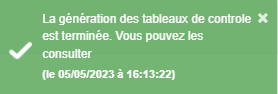 La génération des tableaux de controle
est terminée. Vous pouvez les
consulter
(le 05/05/2023 à 16:13:22)